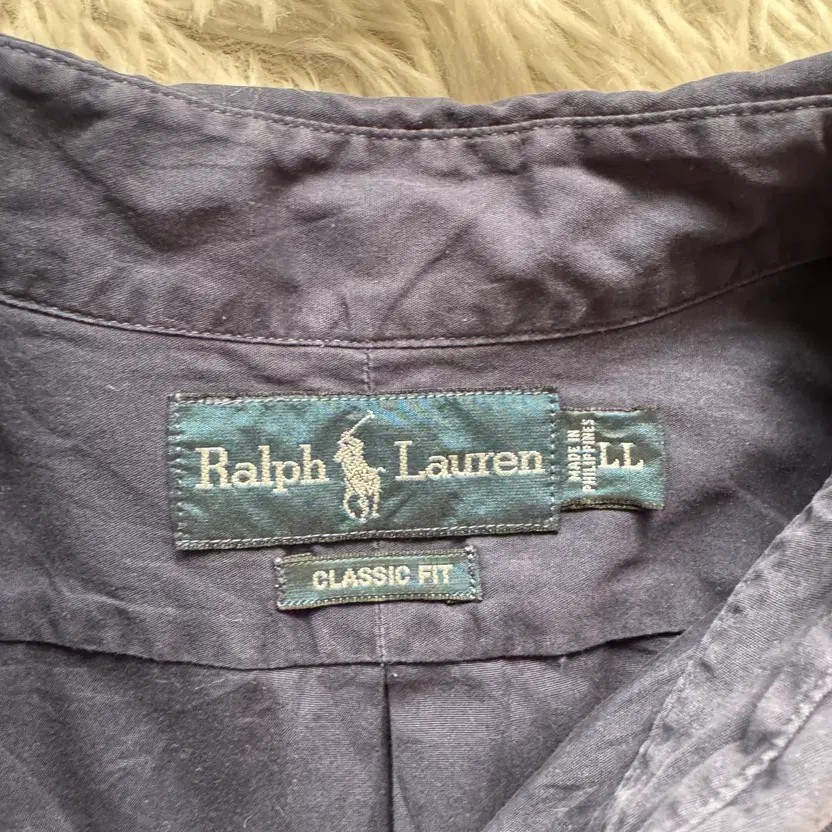 Ralph Lauren
MADE IN
PHILIPPINES
LL
CLASSIC FIT